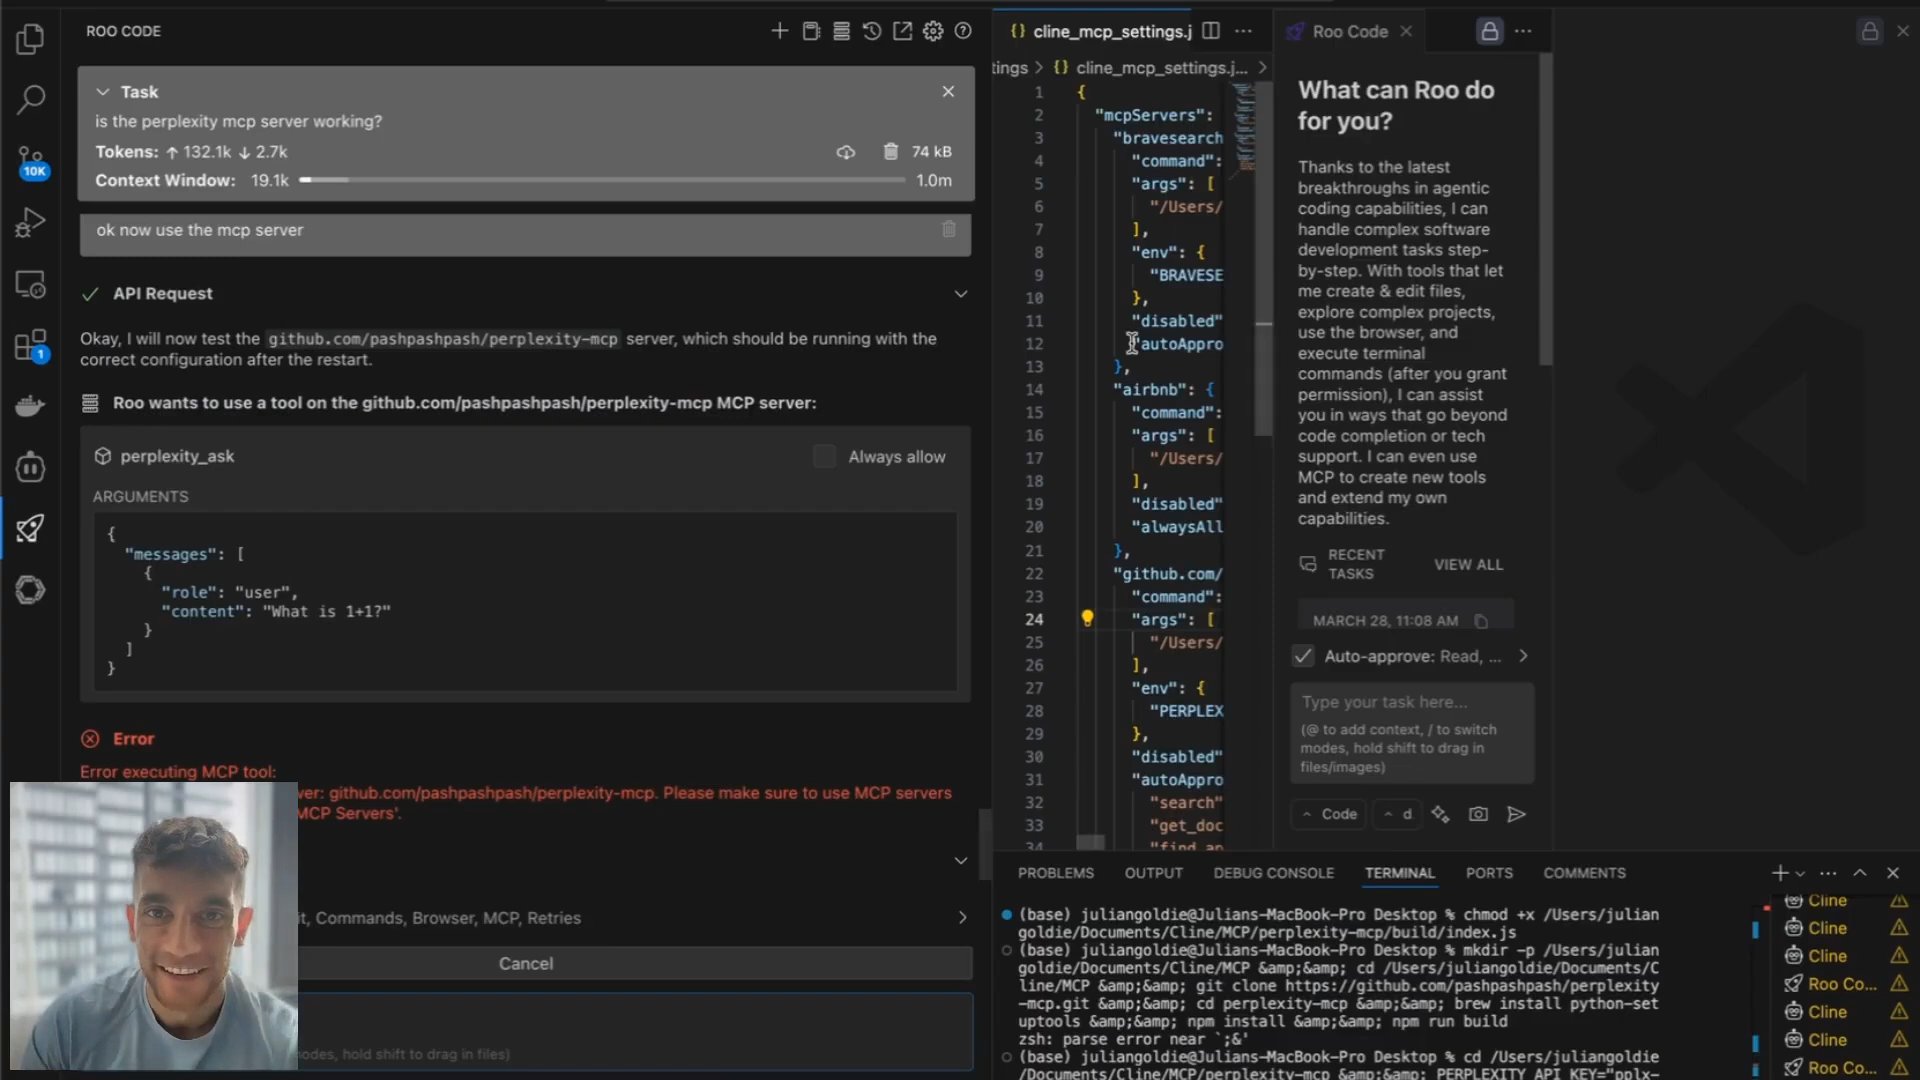 ROO CODE
Task
is the perplexity mcp server working?
Tokens: ↑ 132.1k ↓ 2.7k
74 kB
Context Window: 19.1k
1.0m
ok now use the mcp server
API Request
Okay, I will now test the github.com/pashpashpash/perplexity-mcp server, which should be running with the
correct configuration after the restart.
Roo wants to use a tool on the github.com/pashpashpash/perplexity-mcp MCP server:
perplexity_ask
Always allow
ARGUMENTS
{
"messages": [
{
"role": "user",
"content": "What is 1+1?"
}
]
}
Error
Error executing MCP tool:
ver: github.com/pashpashpash/perplexity-mcp. Please make sure to use MCP servers
MCP Servers'.
it, Commands, Browser, MCP, Retries
Cancel
odes, hold shift to drag in files)
10K
1
cline_mcp_settings.j
tings > {} cline_mcp_settings.j... >
1 {
2 "mcpServers":
3 "bravesearch
4 "command":
5 "args": [
6 "/Users/
7 ],
8 "env": {
9 "BRAVESE
10 },
11 "disabled"
12 "autoAppro
13 },
14 "airbnb": {
15 "command":
16 "args": [
17 "/Users/
18 ],
19 "disabled"
20 "alwaysAll
21 },
22 "github.com/
23 "command":
24 "args": [
25 "/Users/
26 ],
27 "env": {
28 "PERPLEX
29 },
30 "disabled"
31 "autoAppro
32 "search"
33 "get_doc
34 "find_ap
Roo Code
What can Roo do
for you?
Thanks to the latest
breakthroughs in agentic
coding capabilities, I can
handle complex software
development tasks step-
by-step. With tools that let
me create & edit files,
explore complex projects,
use the browser, and
execute terminal
commands (after you grant
permission), I can assist
you in ways that go beyond
code completion or tech
support. I can even use
MCP to create new tools
and extend my own
capabilities.
RECENT
TASKS
VIEW ALL
MARCH 28, 11:08 AM
Auto-approve: Read, ...
Type your task here...
(@ to add context, / to switch
modes, hold shift to drag in
files/images)
Code
d
PROBLEMS OUTPUT DEBUG CONSOLE TERMINAL PORTS COMMENTS
(base) juliangoldie@Julians-MacBook-Pro Desktop % chmod +x /Users/julian
goldie/Documents/Cline/MCP/perplexity-mcp/build/index.js
(base) juliangoldie@Julians-MacBook-Pro Desktop % mkdir -p /Users/julian
goldie/Documents/Cline/MCP &amp;&amp; cd /Users/juliangoldie/Documents/C
line/MCP &amp;&amp; git clone https://github.com/pashpashpash/perplexity
-mcp.git &amp;&amp; cd perplexity-mcp &amp;&amp; brew install python-set
uptools &amp;&amp; npm install &amp;&amp; npm run build
zsh: parse error near `;&'
(base) juliangoldie@Julians-MacBook-Pro Desktop % cd /Users/juliangoldie
/Documents/Cline/MCP/perplexity-mcp &amp;&amp; PERPLEXITY_API_KEY="pplx-
Cline
Cline
Cline
Roo Co...
Cline
Cline
Roo Co...